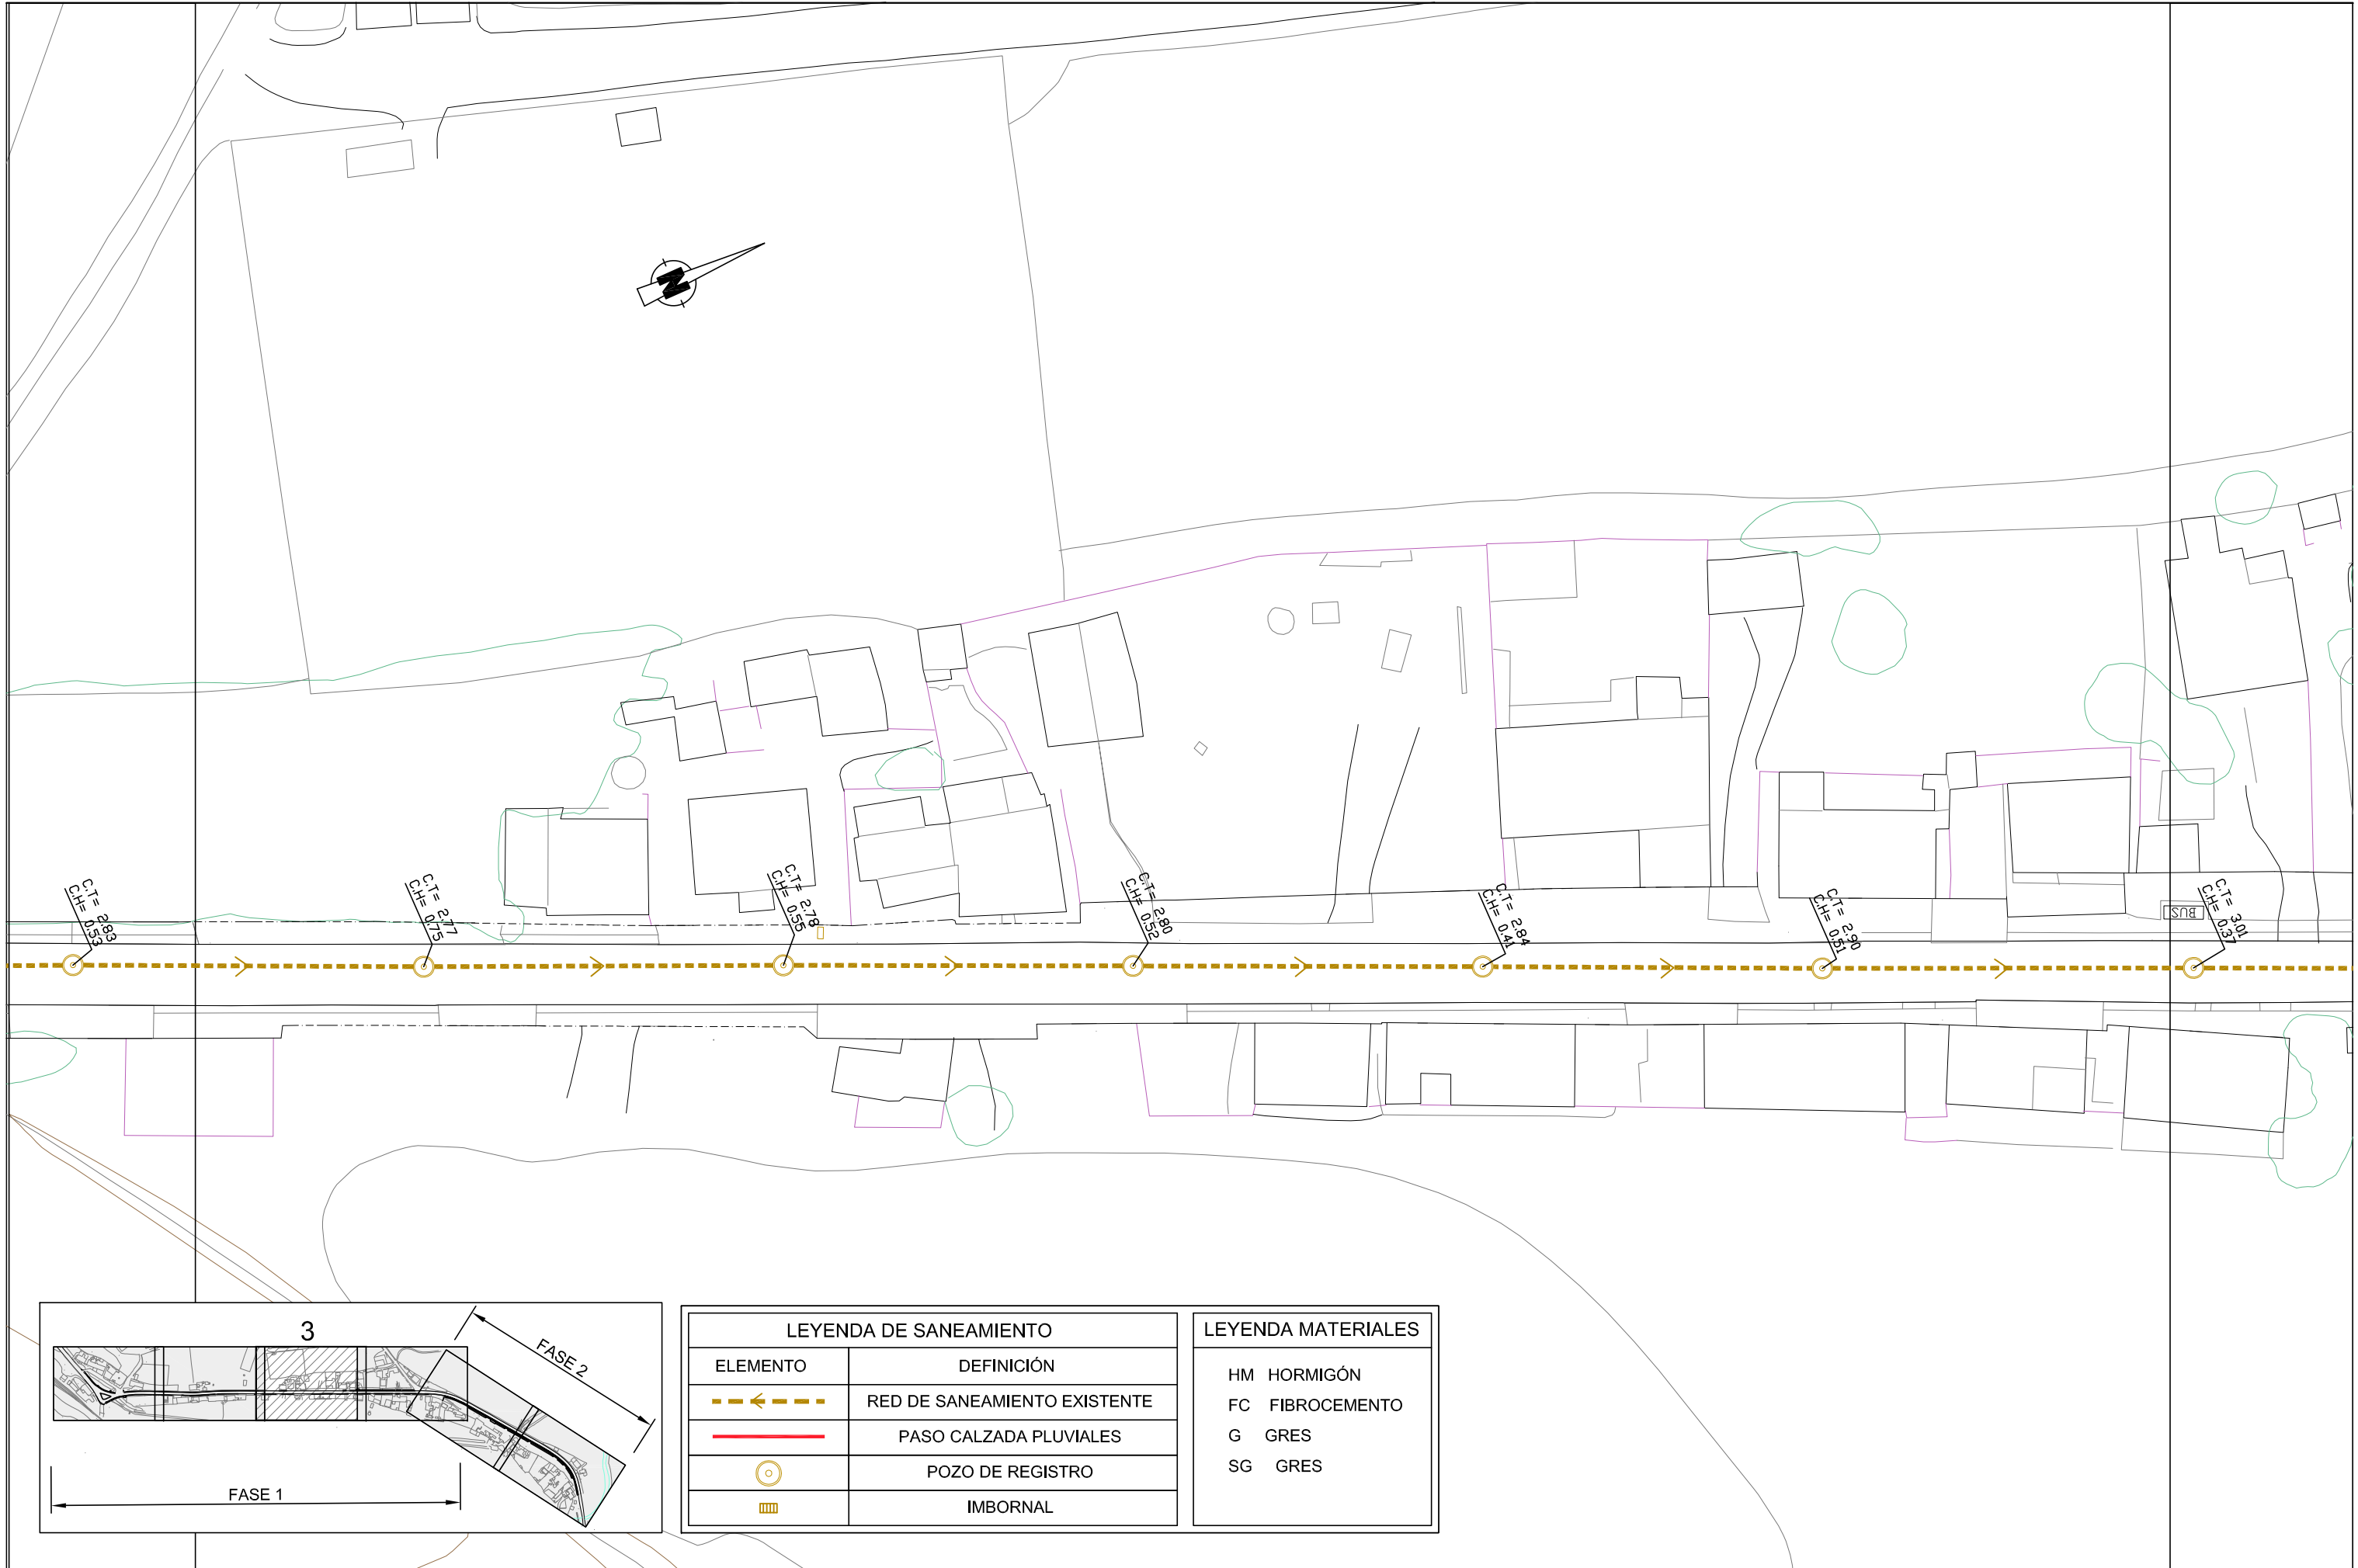 N
C.T= 2.83
C.H= 0.53
C.T= 2.77
C.H= 0.75
C.T= 2.78
C.H= 0.56
C.T= 2.80
C.H= 0.52
C.T= 2.84
C.H= 0.41
C.T= 2.90
C.H= 0.51
C.T= 3.01
C.H= 0.37
BUS
3
FASE 2
FASE 1
LEYENDA DE SANEAMIENTO
ELEMENTO DEFINICIÓN
RED DE SANEAMIENTO EXISTENTE
PASO CALZADA PLUVIALES
POZO DE REGISTRO
IMBORNAL
LEYENDA MATERIALES
HM HORMIGÓN
FC FIBROCEMENTO
G GRES
SG GRES